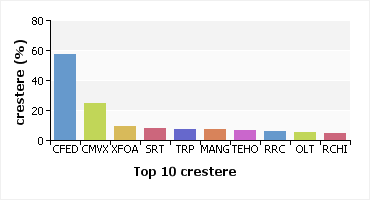 80
60
40
20
0
crestere (%)
CFED CMVX XFOA SRT TRP MANG TEHO RRC OLT RCHI
Top 10 crestere